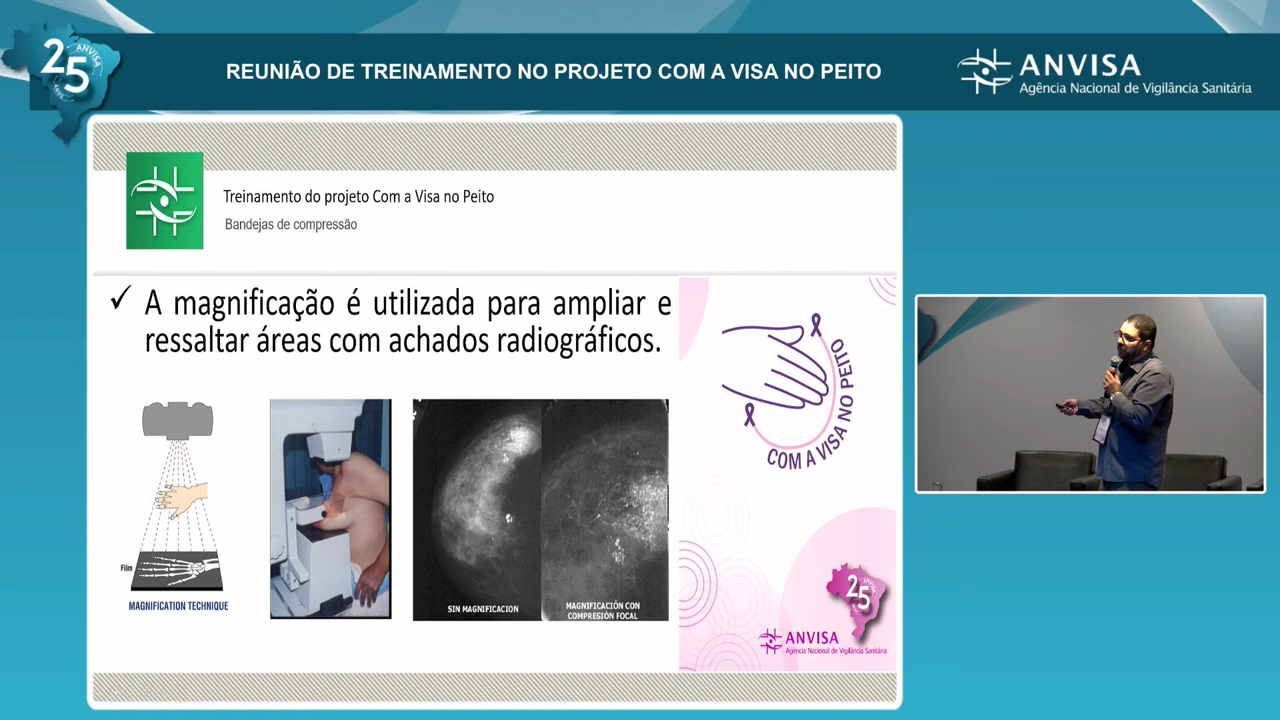 25
ANVISA
ANOS
REUNIÃO DE TREINAMENTO NO PROJETO COM A VISA NO PEITO
ANVISA
Agência Nacional de Vigilância Sanitária
Treinamento do projeto Com a Visa no Peito
Bandejas de compressão
✓ A magnificação é utilizada para ampliar e
ressaltar áreas com achados radiográficos.
Film
MAGNIFICATION TECHNIQUE
SIN MAGNIFICACION
MAGNIFICACIÓN CON
COMPRESIÓN FOCAL
COM A VISA NO PEITO
25
ANVISA
Agência Nacional de Vigilância Sanitária